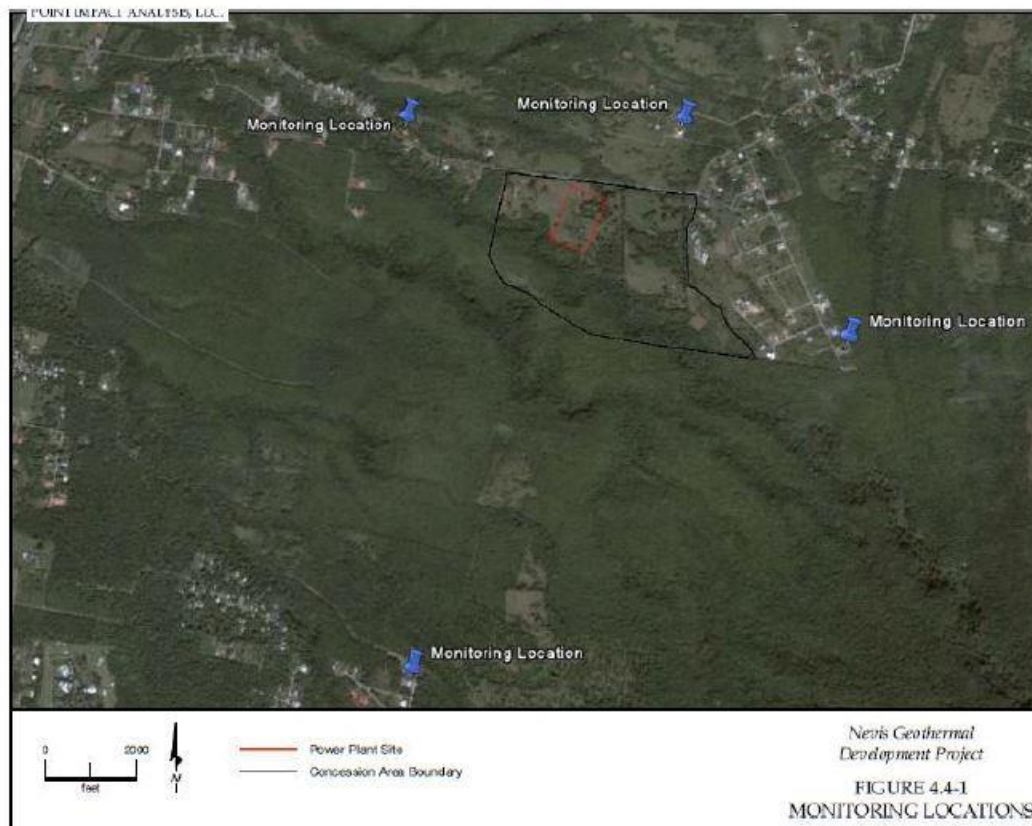 POINT IMPACT ANALYSIS, LLC.
Monitoring Location
Monitoring Location
Monitoring Location
Monitoring Location
0 2000
feet
N
Power Plant Site
Concession Area Boundary
Nevis Geothermal
Development Project
FIGURE 4.4-1
MONITORING LOCATIONS